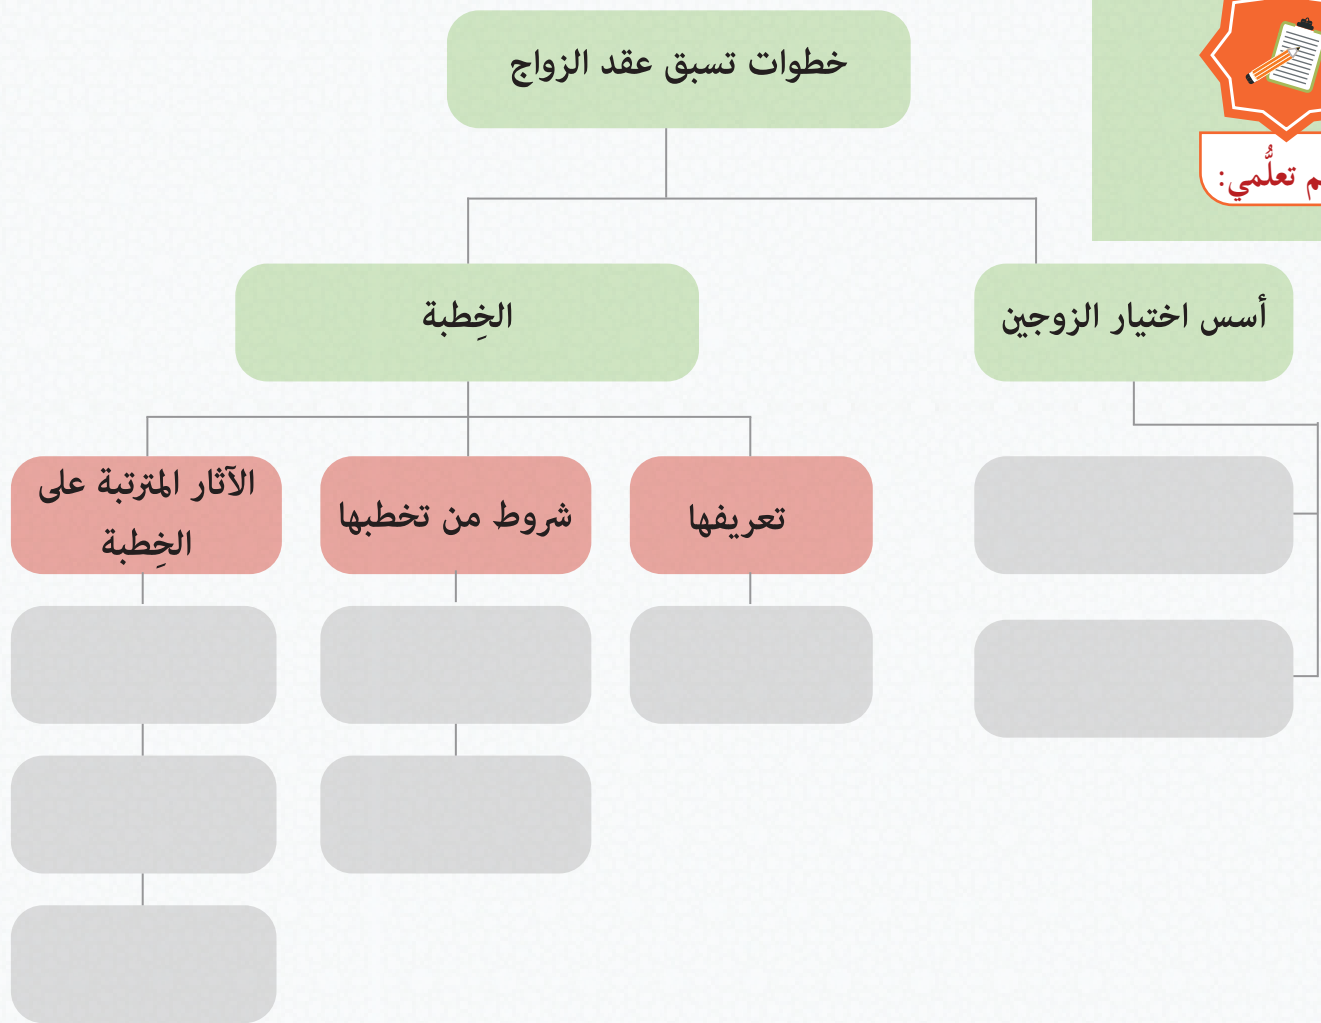 خطوات تسبق عقد الزواج
تعلُّمي:
أسس اختيار الزوجين
الخِطبة
تعريفها
شروط من تخطبها
الآثار المترتبة على
الخِطبة